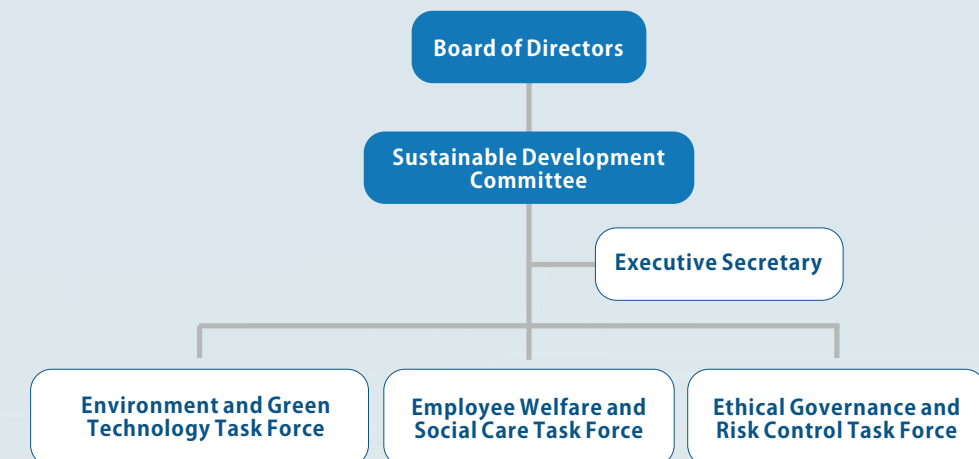 Board of Directors
Sustainable Development
Committee
Executive Secretary
Environment and Green
Technology Task Force
Employee Welfare and
Social Care Task Force
Ethical Governance and
Risk Control Task Force